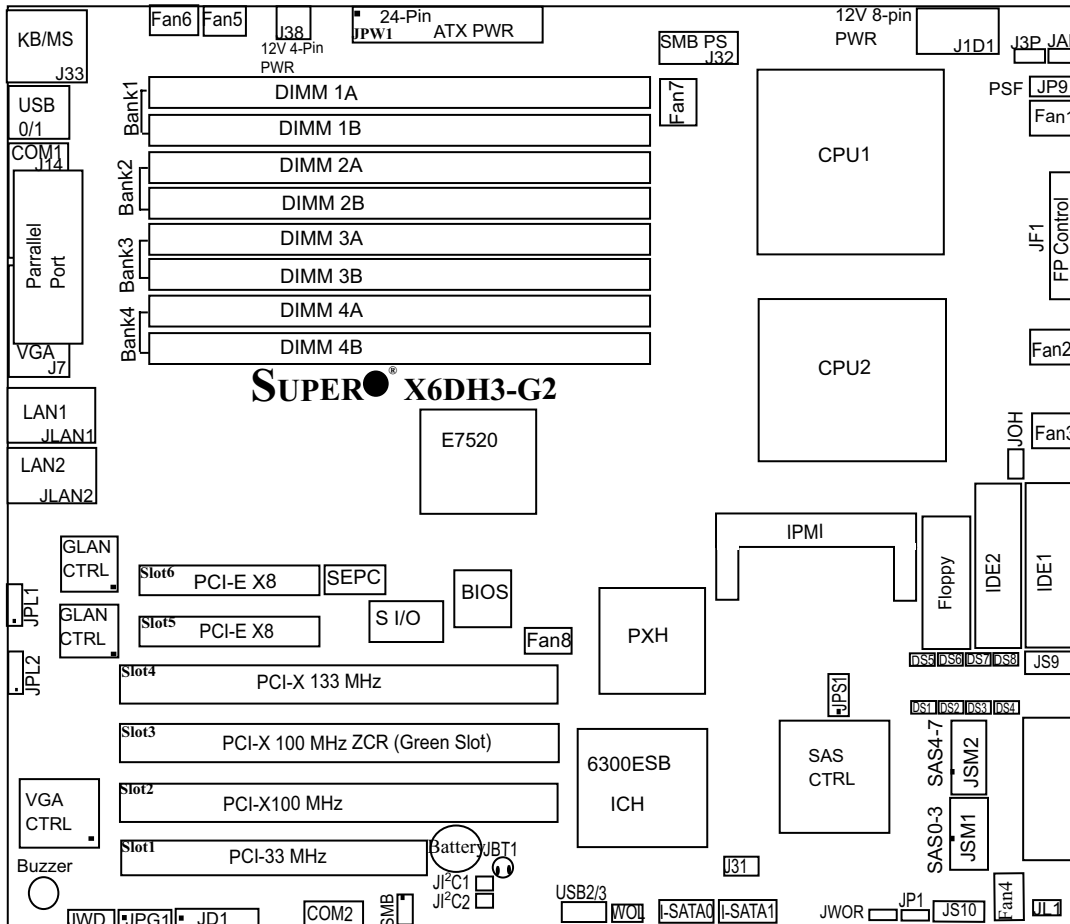 Fan6
Fan5
J38
12V 4-Pin
PWR
24-Pin
JPW1
ATX PWR
12V 8-pin
PWR
J1D1
SMB PS
J32
J3P
KB/MS
J33
PSF
JP9
Fan1
Fan7
USB
0/1
COM1
J14
Parrallel
Port
VGA
J7
Bank1
DIMM 1A
DIMM 1B
Bank2
DIMM 2A
DIMM 2B
Bank3
DIMM 3A
DIMM 3B
Bank4
DIMM 4A
DIMM 4B
CPU1
CPU2
JF1
FP Control
Fan2
Fan3
JOH
SUPER® X6DH3-G2
LAN1
JLAN1
LAN2
JLAN2
E7520
IPMI
Floppy
IDE2
IDE1
GLAN
CTRL
GLAN
CTRL
JPL1
JPL2
Slot6
PCI-E X8
SEPC
Slot5
PCI-E X8
S I/O
BIOS
Fan8
PXH
DS5
DS6
DS7
DS8
JS9
Slot4
PCI-X 133 MHz
JPS1
DS1
DS2
DS3
DS4
Slot3
PCI-X 100 MHz ZCR (Green Slot)
6300ESB
ICH
SAS
CTRL
SAS4-7
JSM2
SAS0-3
JSM1
VGA
CTRL
Slot2
PCI-X100 MHz
Slot1
PCI-33 MHz
Battery
JBT1
Buzzer
JI²C1
JI²C2
J31
JWD
JPG1
JD1
COM2
SMB
USB2/3
WOL
I-SATA0
I-SATA1
JWOR
JP1
JS10
Fan4
JL1